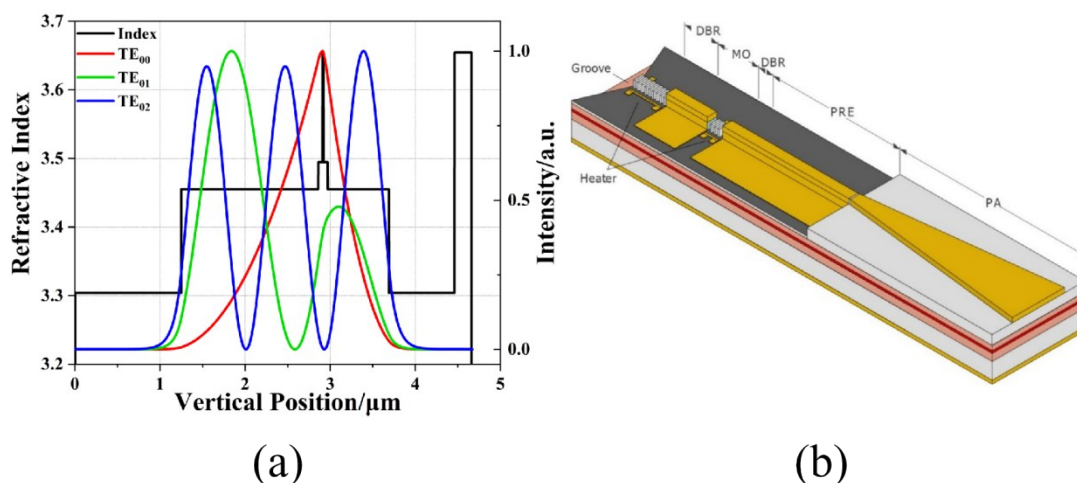 3.7
3.6
3.5
3.4
3.3
3.2
Refractive Index
Index
TE00
TE01
TE02
1.0
0.5
0.0
Intensity/a.u.
0 1 2 3 4 5
Vertical Position/μm
(a)
DBR
MO
DBR
PRE
PA
Groove
Heater
(b)